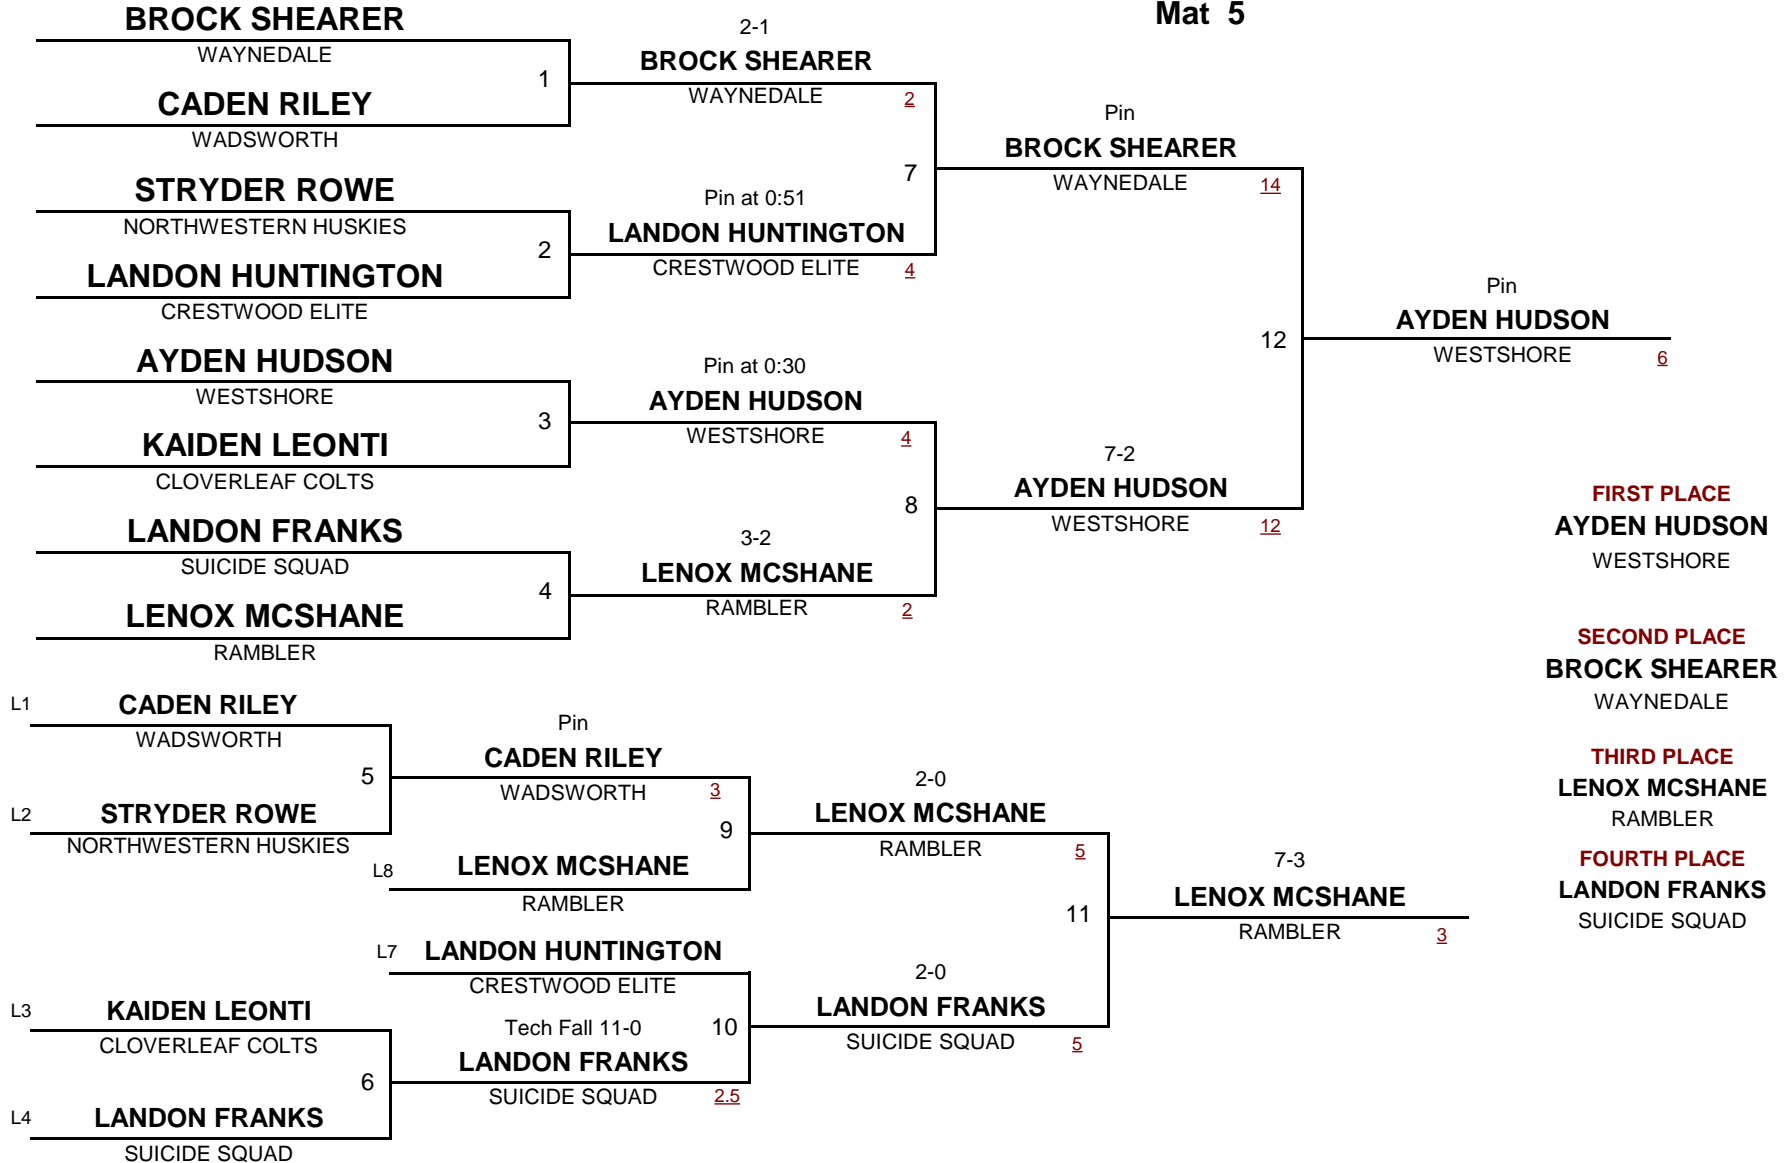 Mat 5
BROCK SHEARER
WAYNEDALE
1
CADEN RILEY
WADSWORTH
STRYDER ROWE
NORTHWESTERN HUSKIES
2
LANDON HUNTINGTON
CRESTWOOD ELITE
AYDEN HUDSON
WESTSHORE
3
KAIDEN LEONTI
CLOVERLEAF COLTS
LANDON FRANKS
SUICIDE SQUAD
4
LENOX MCSHANE
RAMBLER
2-1
BROCK SHEARER
WAYNEDALE 2
7
Pin at 0:51
LANDON HUNTINGTON
CRESTWOOD ELITE 4
Pin at 0:30
AYDEN HUDSON
WESTSHORE 4
8
3-2
LENOX MCSHANE
RAMBLER 2
Pin
BROCK SHEARER
WAYNEDALE 14
12
7-2
AYDEN HUDSON
WESTSHORE 12
Pin
AYDEN HUDSON
WESTSHORE 6
FIRST PLACE
AYDEN HUDSON
WESTSHORE
SECOND PLACE
BROCK SHEARER
WAYNEDALE
THIRD PLACE
LENOX MCSHANE
RAMBLER
FOURTH PLACE
LANDON FRANKS
SUICIDE SQUAD
L1 CADEN RILEY
WADSWORTH
5
L2 STRYDER ROWE
NORTHWESTERN HUSKIES
L3 KAIDEN LEONTI
CLOVERLEAF COLTS
6
L4 LANDON FRANKS
SUICIDE SQUAD
Pin
CADEN RILEY
WADSWORTH 3
9
L8 LENOX MCSHANE
RAMBLER
L7 LANDON HUNTINGTON
CRESTWOOD ELITE
Tech Fall 11-0 10
LANDON FRANKS
SUICIDE SQUAD 2.5
2-0
LENOX MCSHANE
RAMBLER 5
11
2-0
LANDON FRANKS
SUICIDE SQUAD 5
7-3
LENOX MCSHANE
RAMBLER 3